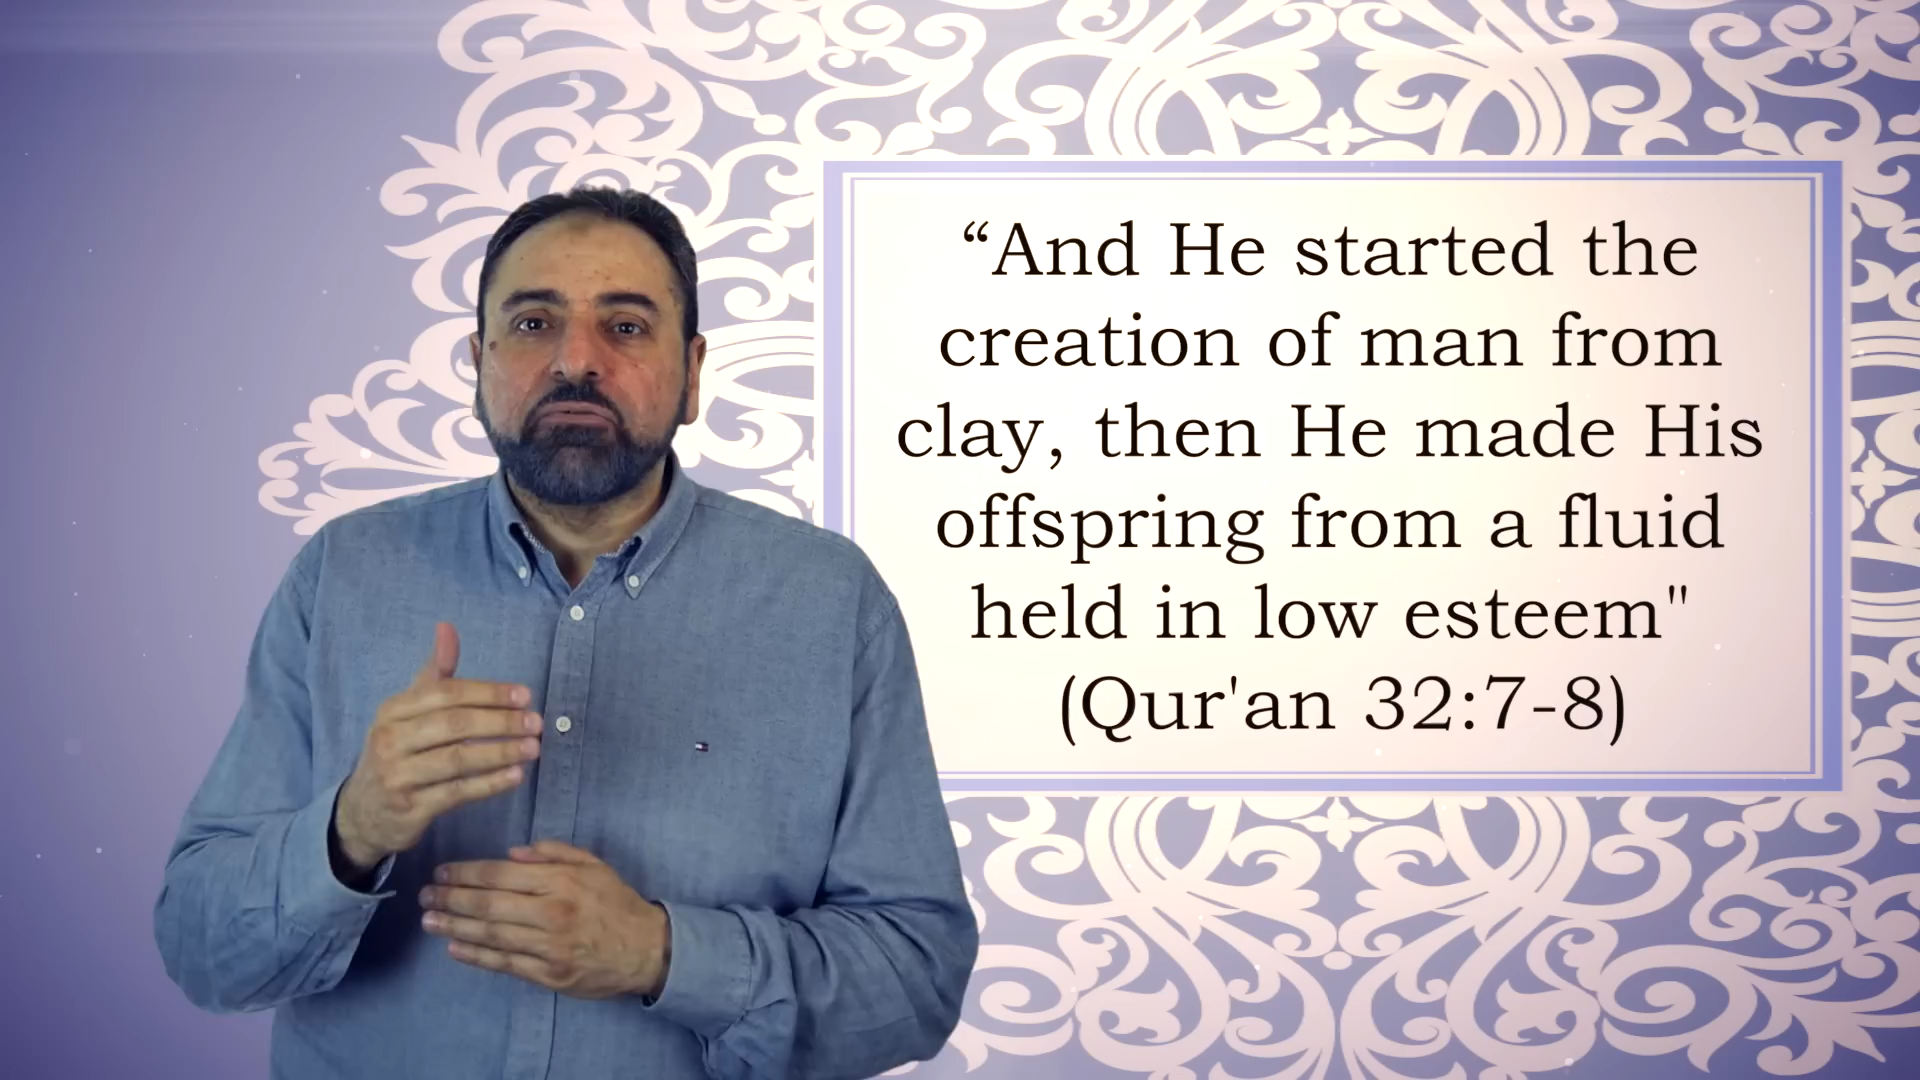 “And He started the
creation of man from
clay, then He made His
offspring from a fluid
held in low esteem"
(Qur'an 32:7-8)